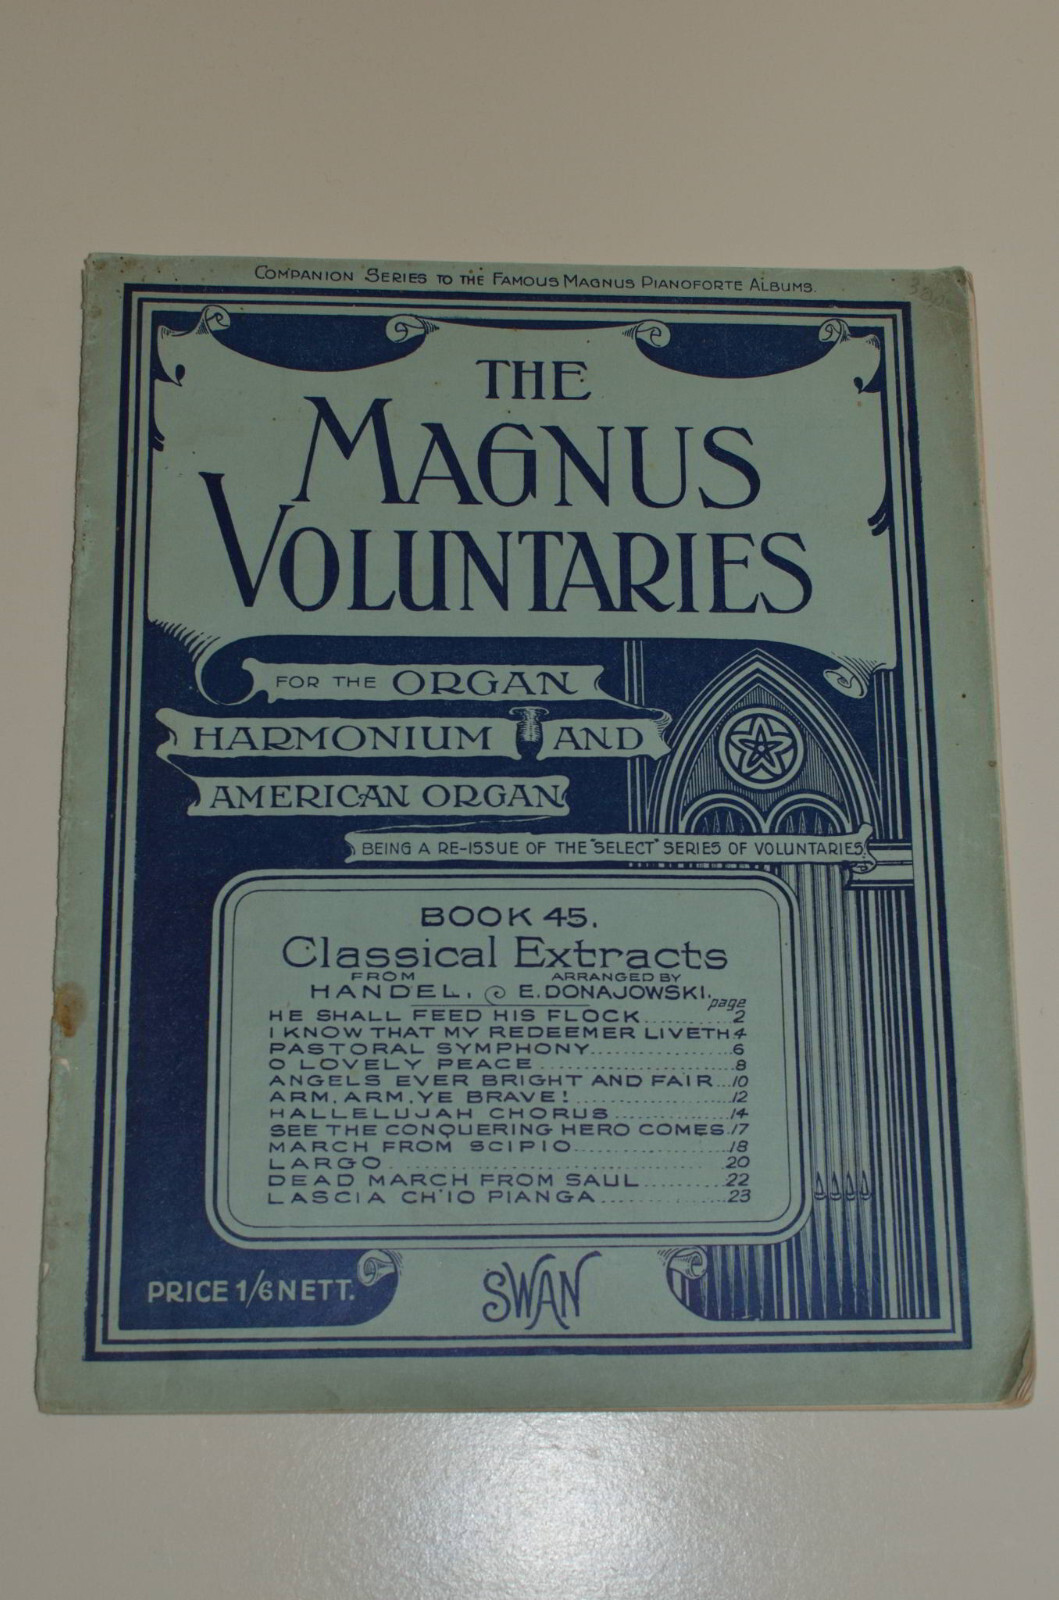 COMPANION SERIES TO THE FAMOUS MAGNUS PIANOFORTE ALBUMS.
THE
MAGNUS
VOLUNTARIES
FOR THE ORGAN
HARMONIUM AND
AMERICAN ORGAN
BEING A RE-ISSUE OF THE "SELECT" SERIES OF VOLUNTARIES
BOOK 45.
Classical Extracts
FROM ARRANGED BY
HANDEL. E. DONAJOWSKI.
page
HE SHALL FEED HIS FLOCK........2
I KNOW THAT MY REDEEMER LIVETH 4
PASTORAL SYMPHONY..............6
O LOVELY PEACE.................8
ANGELS EVER BRIGHT AND FAIR...10
ARM, ARM, YE BRAVE!...........12
HALLELUJAH CHORUS.............14
SEE THE CONQUERING HERO COMES.17
MARCH FROM SCIPIO.............18
LARGO.........................20
DEAD MARCH FROM SAUL..........22
LASCIA CH'IO PIANGA...........23
PRICE 1/6 NETT.
SWAN